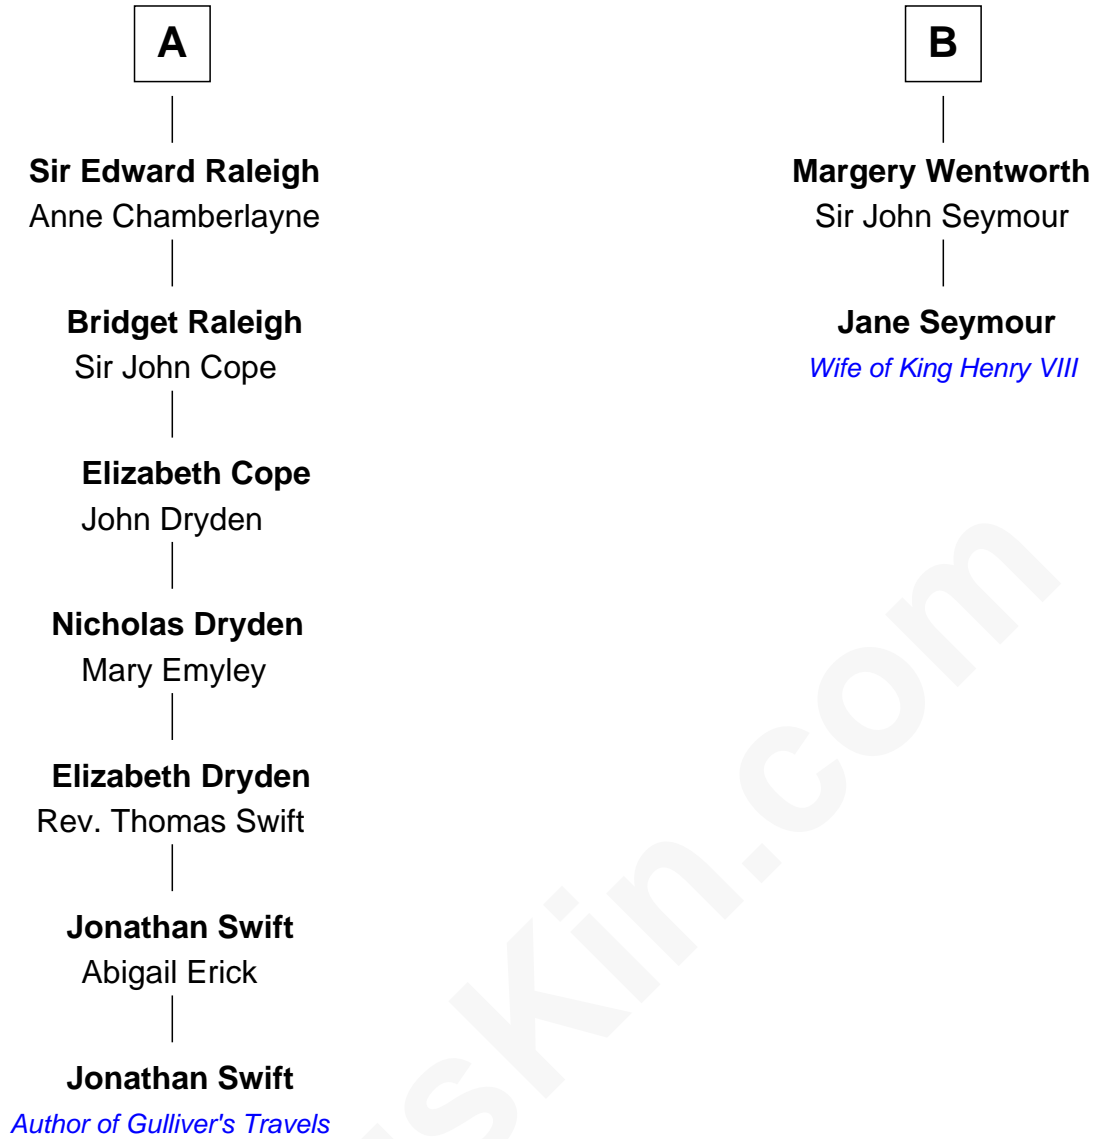 A
Sir Edward Raleigh
Anne Chamberlayne
Bridget Raleigh
Sir John Cope
Elizabeth Cope
John Dryden
Nicholas Dryden
Mary Emyley
Elizabeth Dryden
Rev. Thomas Swift
Jonathan Swift
Abigail Erick
Jonathan Swift
Author of Gulliver's Travels
B
Margery Wentworth
Sir John Seymour
Jane Seymour
Wife of King Henry VIII
sKin.com